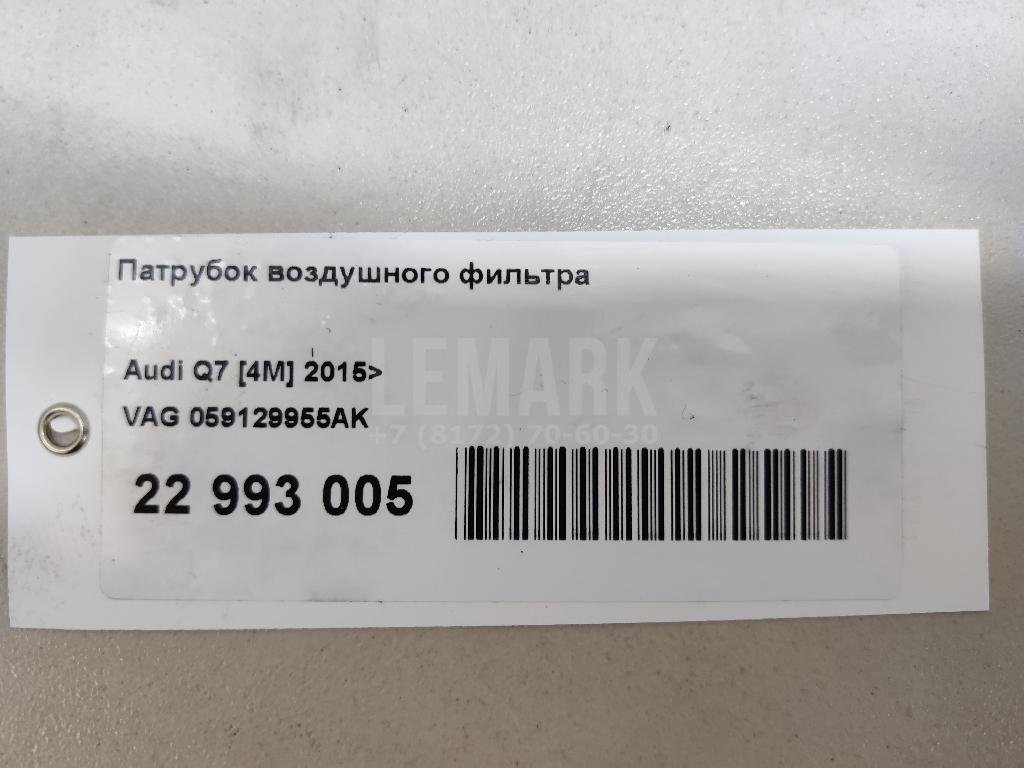 Патрубок воздушного фильтра
Audi Q7 [4M] 2015>
LEMARK
VAG 059129955AK
+7 (8172) 70-60-30
22 993 005